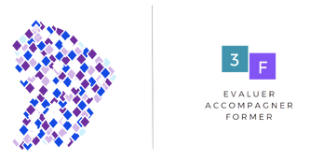 3
F
EVALUER
ACCOMPAGNER
FORMER